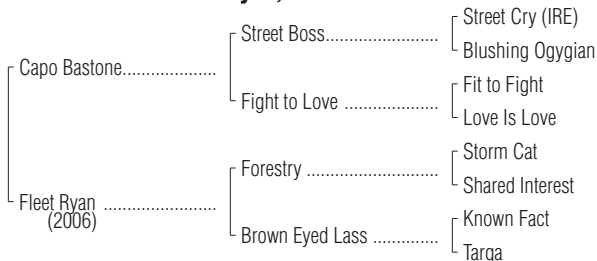 Street Cry (IRE)
Street Boss
Blushing Ogygian
Capo Bastone
Fit to Fight
Fight to Love
Love Is Love
Storm Cat
Forestry
Shared Interest
Fleet Ryan
(2006)
Known Fact
Brown Eyed Lass
Targa